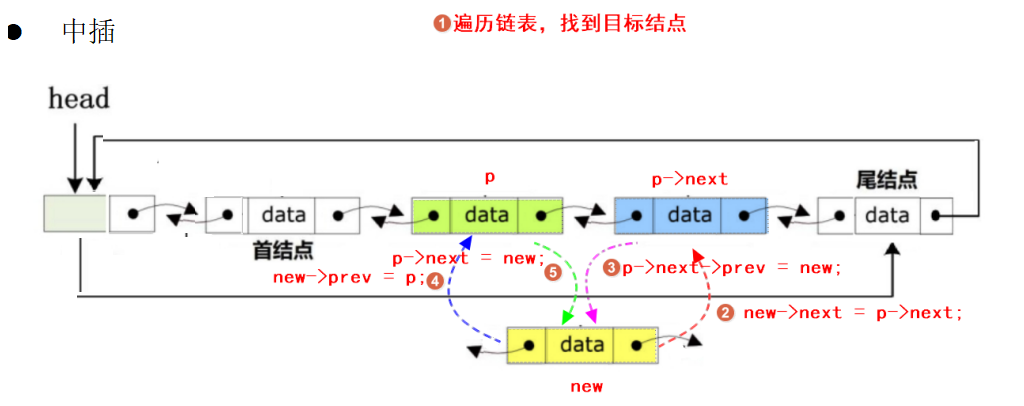 ● 中插
①遍历链表，找到目标结点
head
p
p->next
尾结点
data
data
data
data
首结点
p->next = new;
⑤
③p->next->prev = new;
new->prev = p;④
② new->next = p->next;
data
new